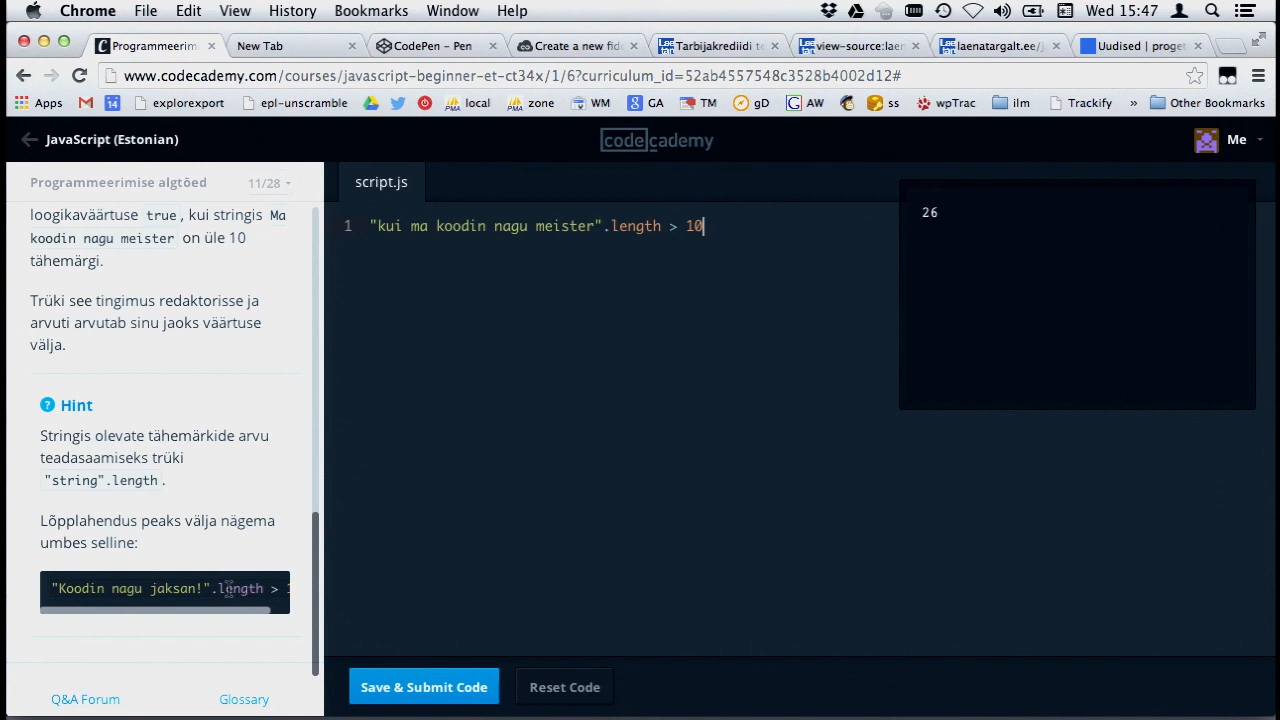 Chrome File Edit View History Bookmarks Window Help Wed 15:47
Programmeerim × New Tab × CodePen - Pen × Create a new fidd × Tarbijakrediidi te × view-source:laen × laenatargalt.ee/j × Uudised | proget ×
www.codecademy.com/courses/javascript-beginner-et-ct34x/1/6?curriculum_id=52ab4557548c3528b4002d12#
Apps explorexport epl-unscramble local zone WM GA TM gD AW ss wpTrac ilm Trackify » Other Bookmarks
JavaScript (Estonian) codecademy Me
Programmeerimise algtõed 11/28
script.js
loogikaväärtuse true, kui stringis Ma
koodin nagu meister on üle 10
tähemärgi.
Trüki see tingimus redaktorisse ja
arvuti arvutab sinu jaoks väärtuse
välja.
? Hint
Stringis olevate tähemärkide arvu
teadasaamiseks trüki
"string".length.
Lõpplahendus peaks välja nägema
umbes selline:
"Koodin nagu jaksan!".length >
Q&A Forum Glossary
1 "kui ma koodin nagu meister".length > 10
26
Save & Submit Code Reset Code